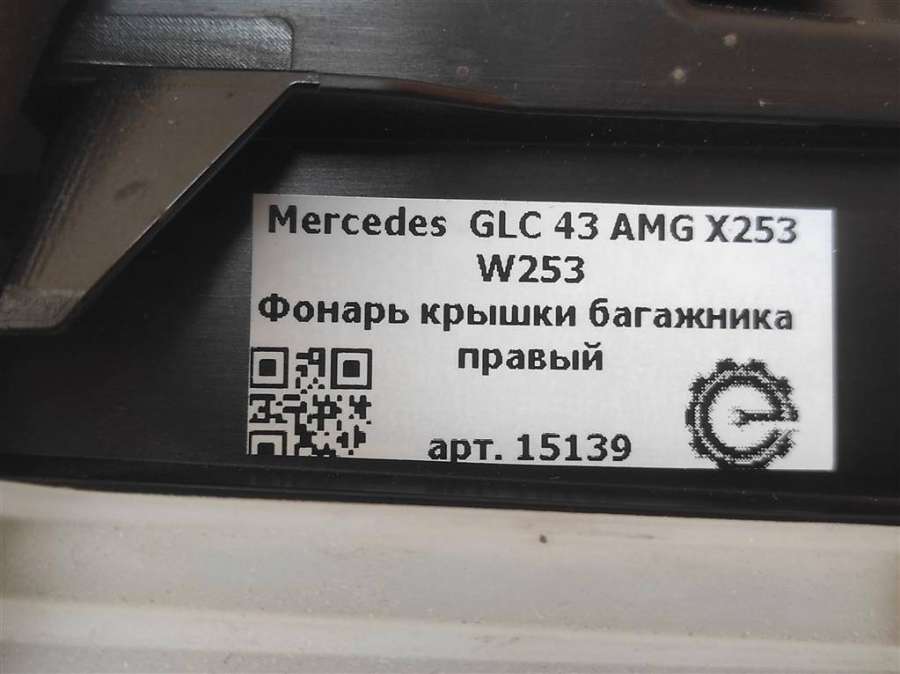 Mercedes GLC 43 AMG X253
W253
Фонарь крышки багажника
правый
арт. 15139